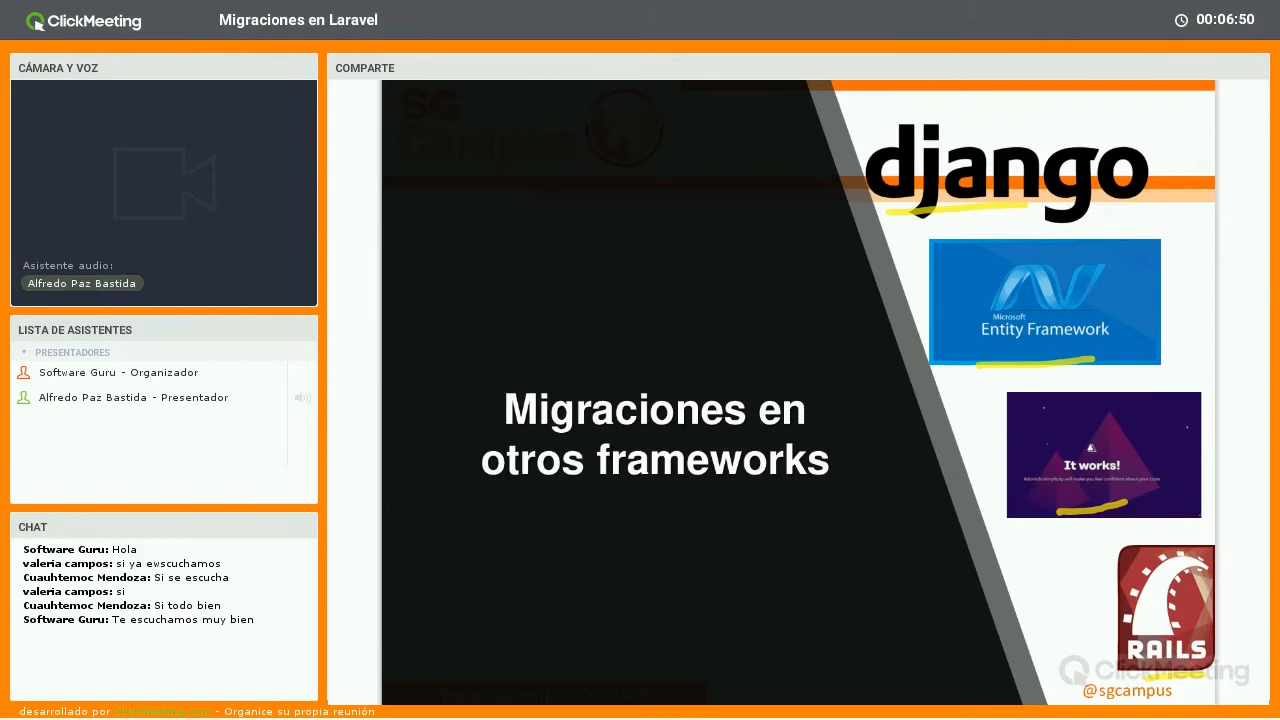 ClickMeeting
Migraciones en Laravel
00:06:50
CÁMARA Y VOZ
Asistente audio:
Alfredo Paz Bastida
LISTA DE ASISTENTES
PRESENTADORES
Software Guru - Organizador
Alfredo Paz Bastida - Presentador
CHAT
Software Guru: Hola
valeria campos: si ya ewscuchamos
Cuauhtemoc Mendoza: Si se escucha
valeria campos: si
Cuauhtemoc Mendoza: Si todo bien
Software Guru: Te escuchamos muy bien
desarrollado por ClickMeeting.com - Organice su propia reunión
COMPARTE
SG
Campus
django
Microsoft
Entity Framework
Migraciones en
otros frameworks
It works!
RAILS
ClickMeeting
@sgcampus